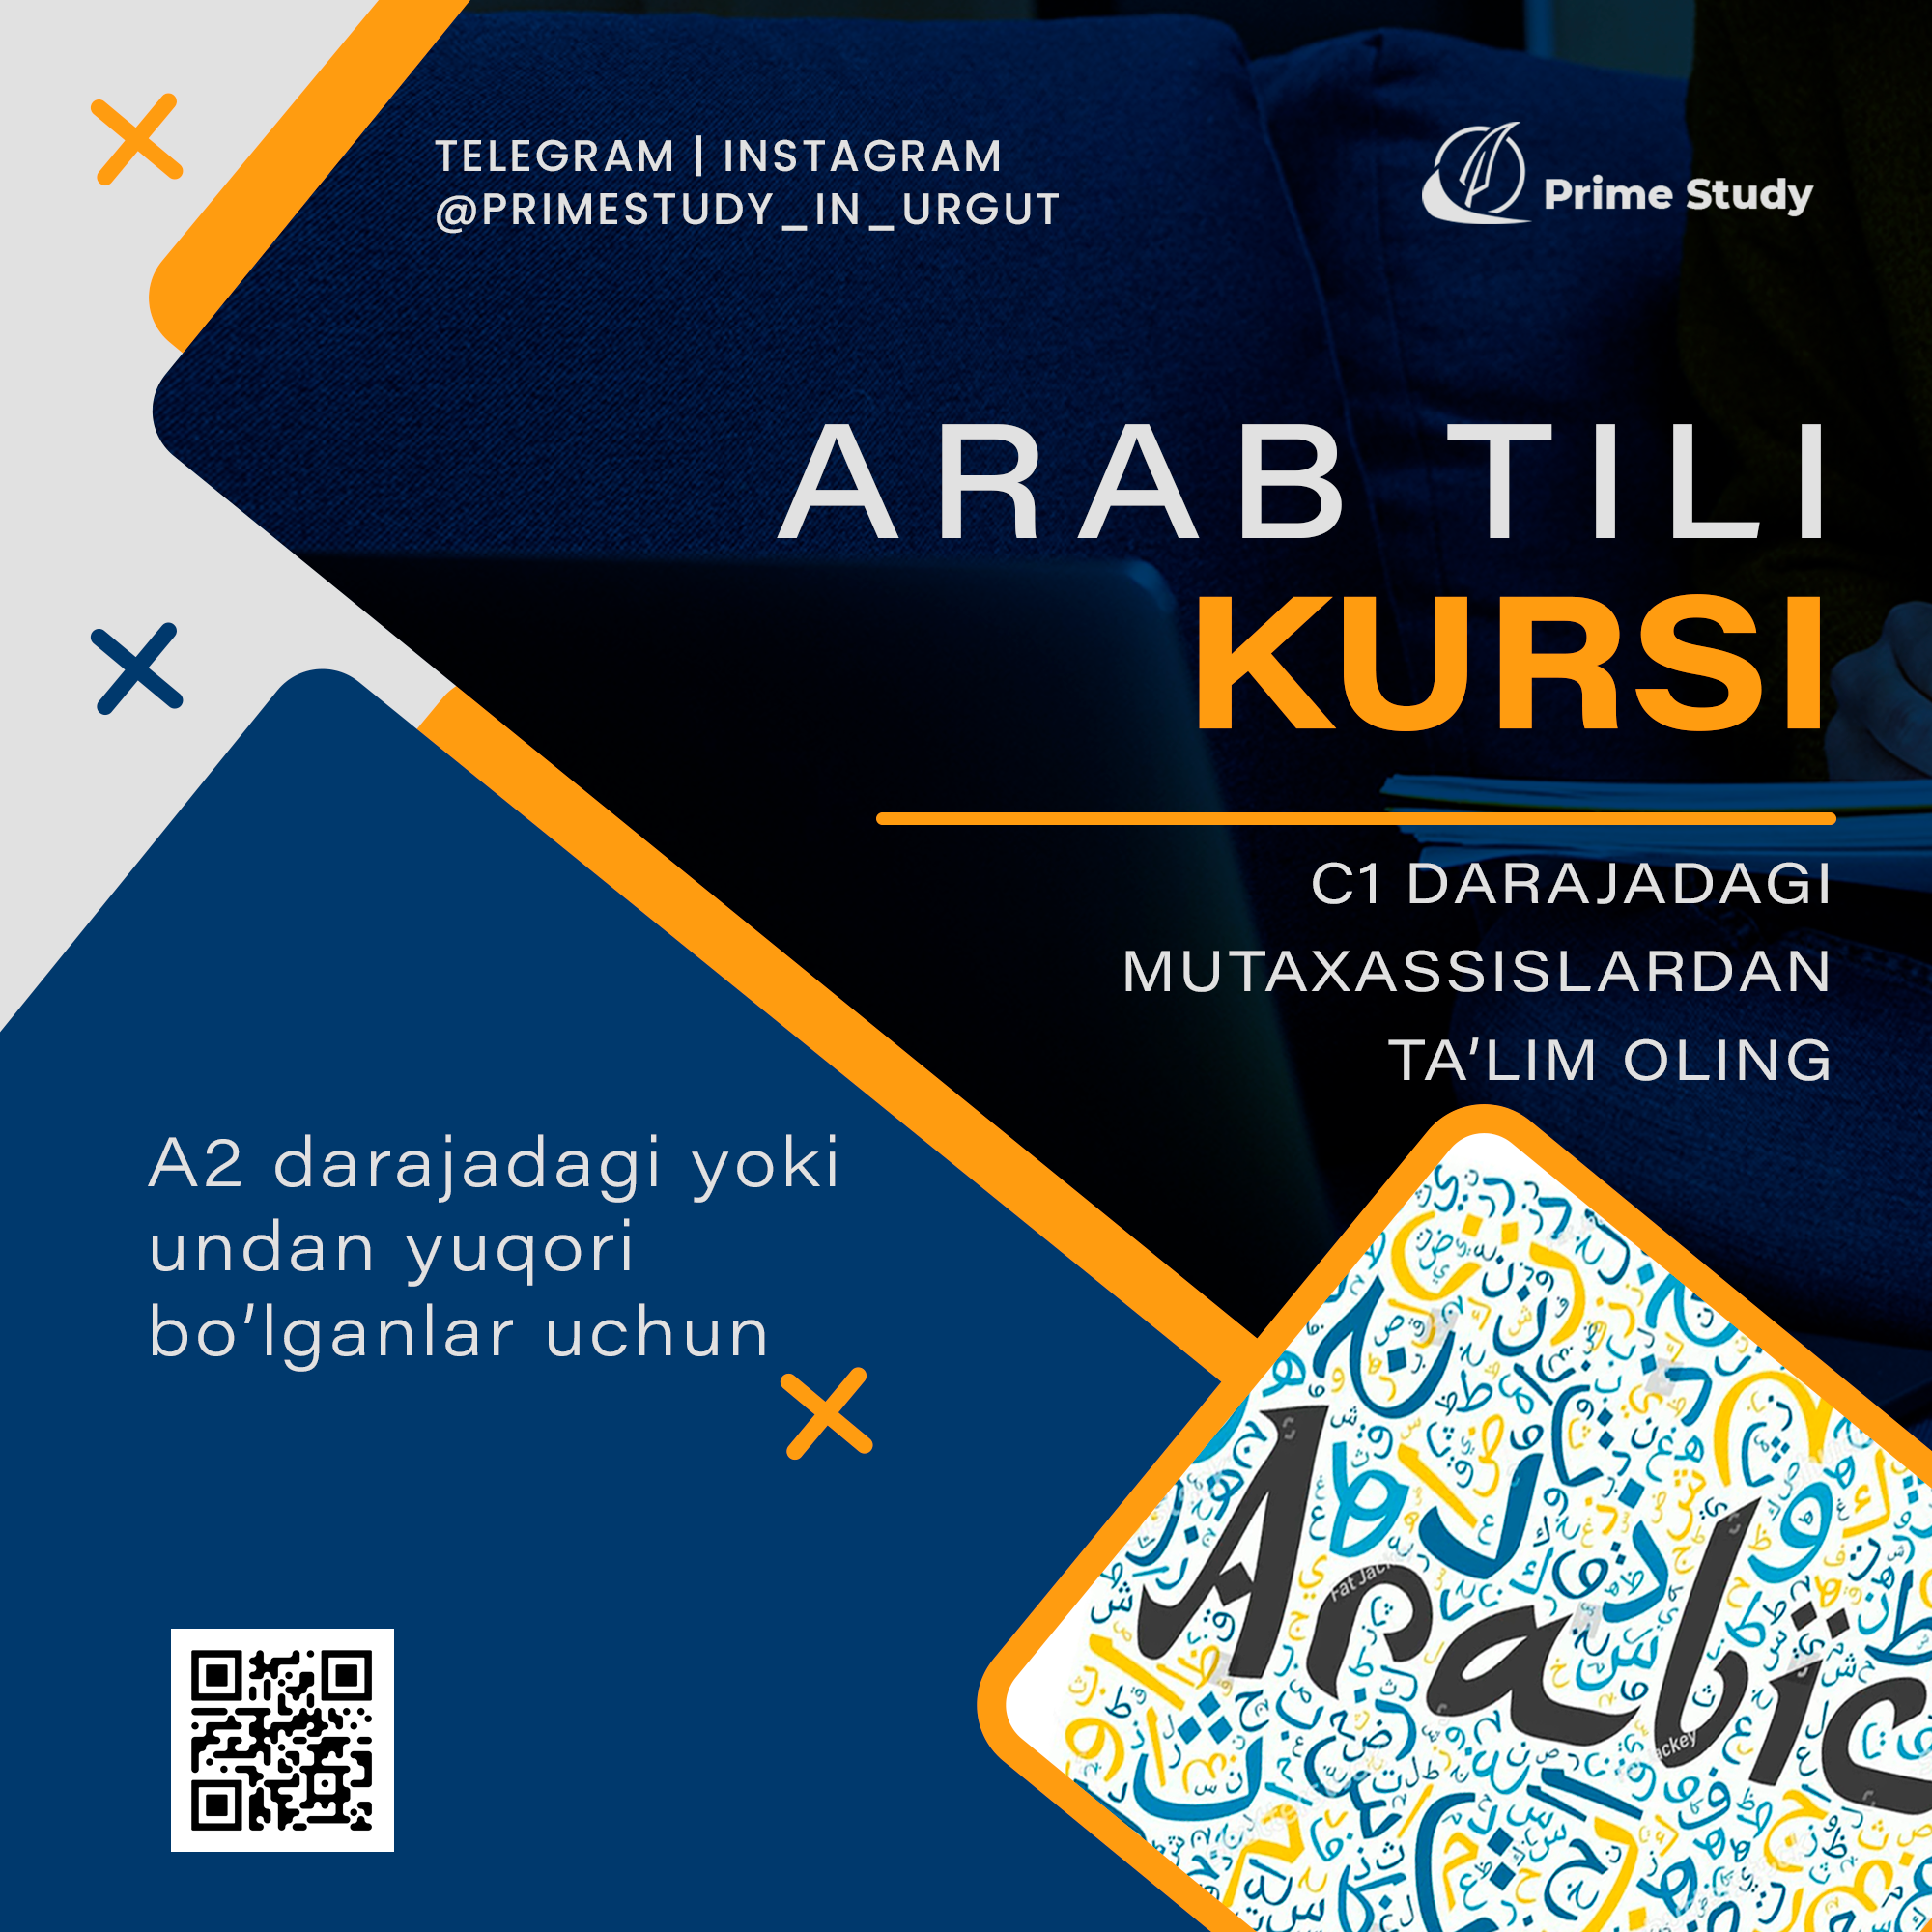 TELEGRAM | INSTAGRAM
@PRIMESTUDY_IN_URGUT
Prime Study
ARAB TILI
KURSI
C1 DARAJADAGI
MUTAXASSISLARDAN
TA’LIM OLING
A2 darajadagi yoki
undan yuqori
bo’lganlar uchun
Arabic